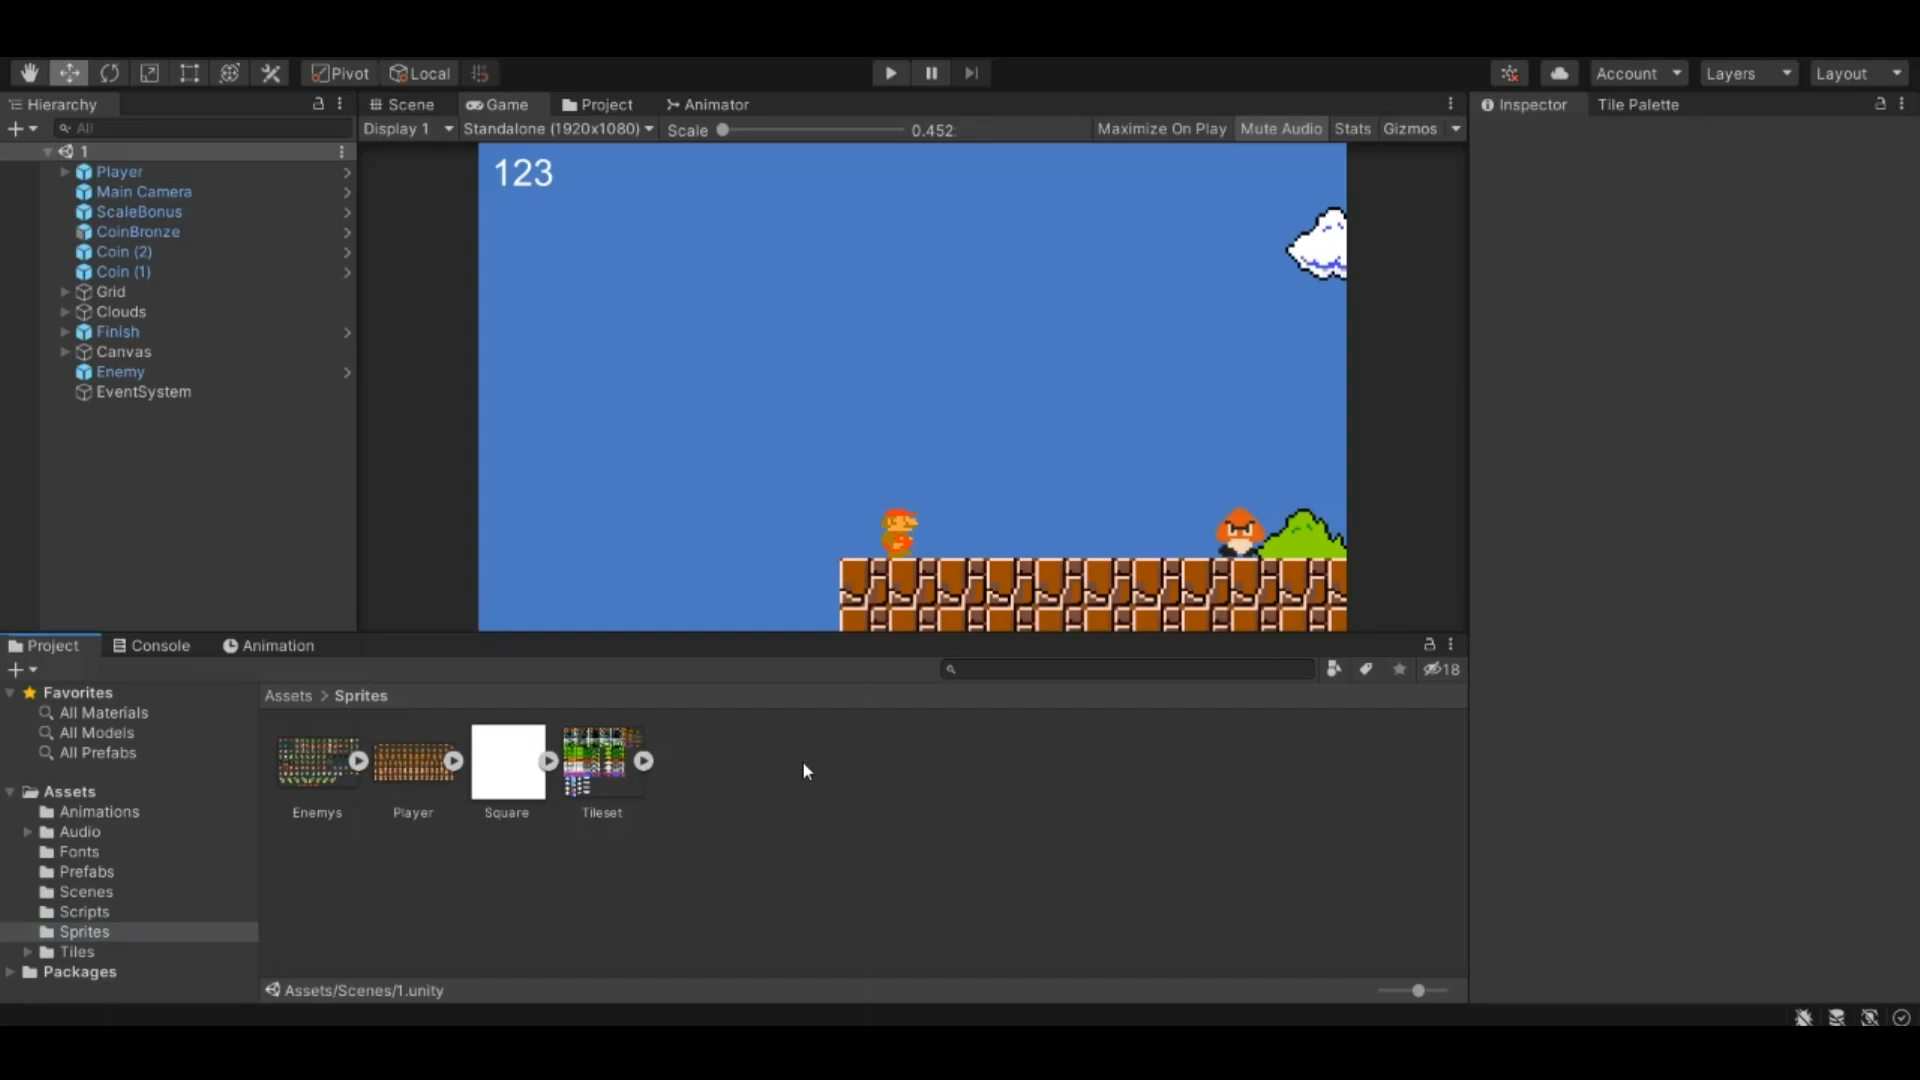 Pivot Local Account Layers Layout
Hierarchy Scene Game Project Animator Inspector Tile Palette
All Display 1 Standalone (1920x1080) Scale 0.452 Maximize On Play Mute Audio Stats Gizmos
1
123
Player
Main Camera
ScaleBonus
CoinBronze
Coin (2)
Coin (1)
Grid
Clouds
Finish
Canvas
Enemy
EventSystem
Project Console Animation
18
Favorites
Assets > Sprites
All Materials
All Models
All Prefabs
Assets
Animations
Enemys Player Square Tileset
Audio
Fonts
Prefabs
Scenes
Scripts
Sprites
Tiles
Packages
Assets/Scenes/1.unity